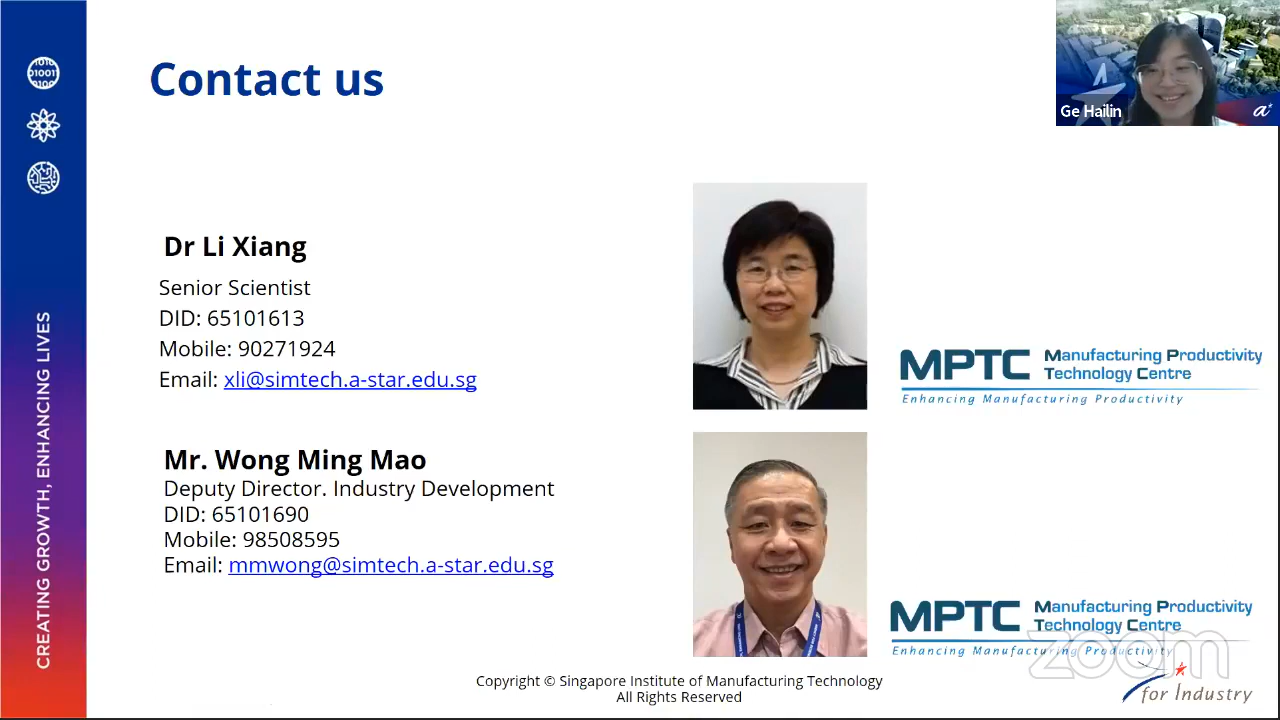 Contact us
Ge Hailin
Dr Li Xiang
Senior Scientist
DID: 65101613
Mobile: 90271924
Email: xli@simtech.a-star.edu.sg
MPTC Manufacturing Productivity
Technology Centre
Enhancing Manufacturing Productivity
Mr. Wong Ming Mao
Deputy Director. Industry Development
DID: 65101690
Mobile: 98508595
Email: mmwong@simtech.a-star.edu.sg
MPTC Manufacturing Productivity
Technology Centre
Enhancing Manufacturing Productivity
zoom
for Industry
Copyright © Singapore Institute of Manufacturing Technology
All Rights Reserved
CREATING GROWTH, ENHANCING LIVES